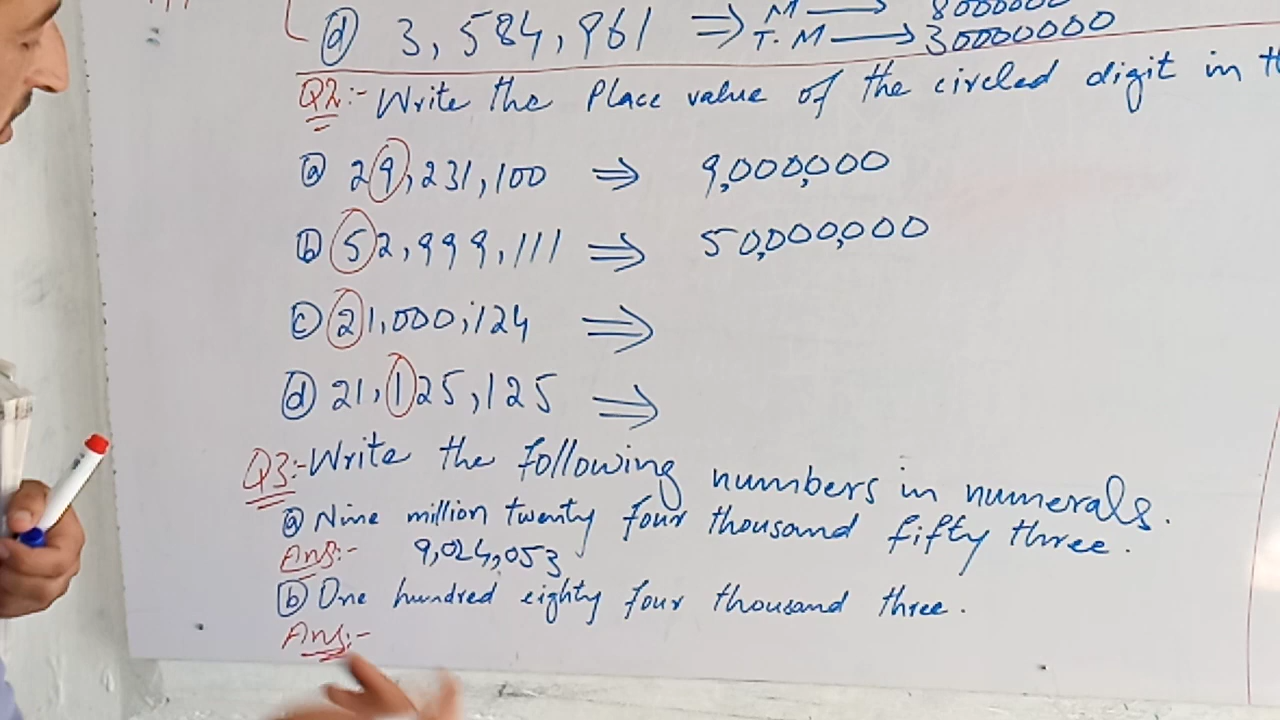 M → 8000000
(d) 3,584,961 ⇒ T.M → 30000000
Q2:- Write the Place value of the circled digit in
(a) 29,231,100 ⇒ 9,000,000
(b) 52,999,111 ⇒ 50,000,000
(c) 21,000,124 ⇒
(d) 21,125,125 ⇒
Q3:- Write the following numbers in numerals.
(a) Nine million twenty four thousand fifty three.
Ans:- 9,024,053
(b) One hundred eighty four thousand three.
Ans:-